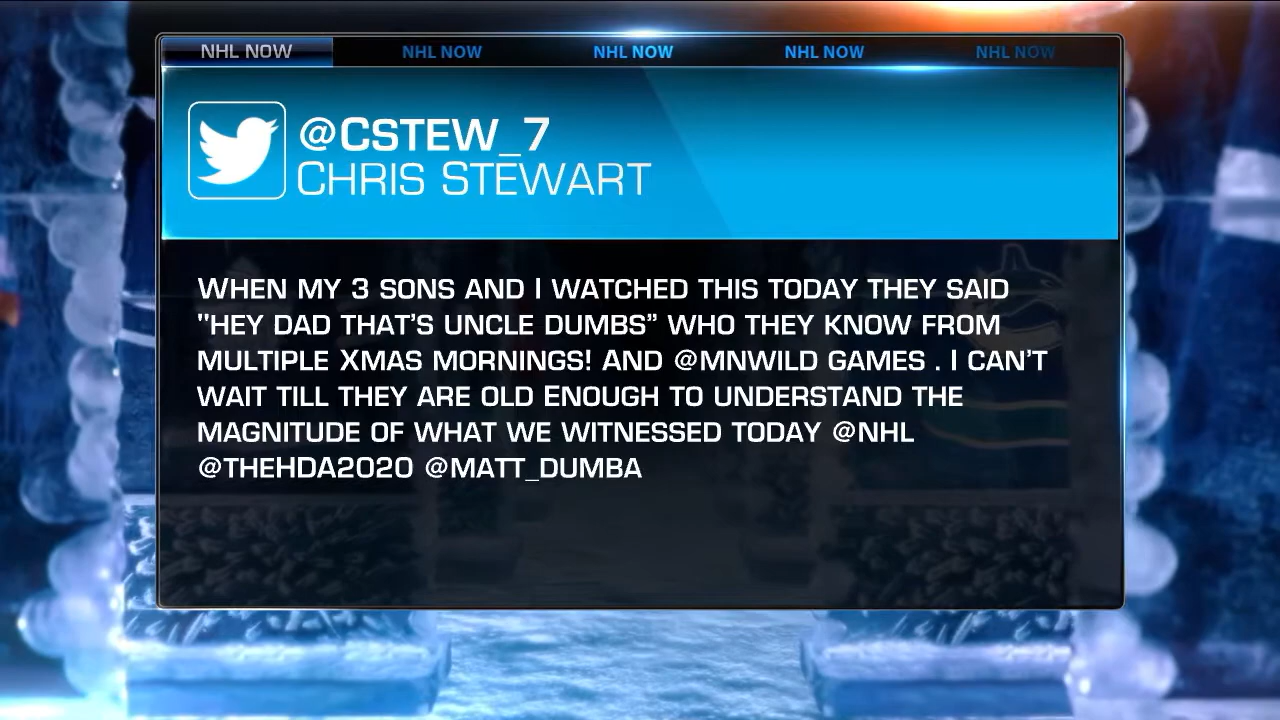 NHL NOW NHL NOW NHL NOW NHL NOW NHL NOW
@CSTEW_7
CHRIS STEWART
WHEN MY 3 SONS AND I WATCHED THIS TODAY THEY SAID
"HEY DAD THAT'S UNCLE DUMBS” WHO THEY KNOW FROM
MULTIPLE XMAS MORNINGS! AND @MNWILD GAMES . I CAN'T
WAIT TILL THEY ARE OLD ENOUGH TO UNDERSTAND THE
MAGNITUDE OF WHAT WE WITNESSED TODAY @NHL
@THEHDA2020 @MATT_DUMBA